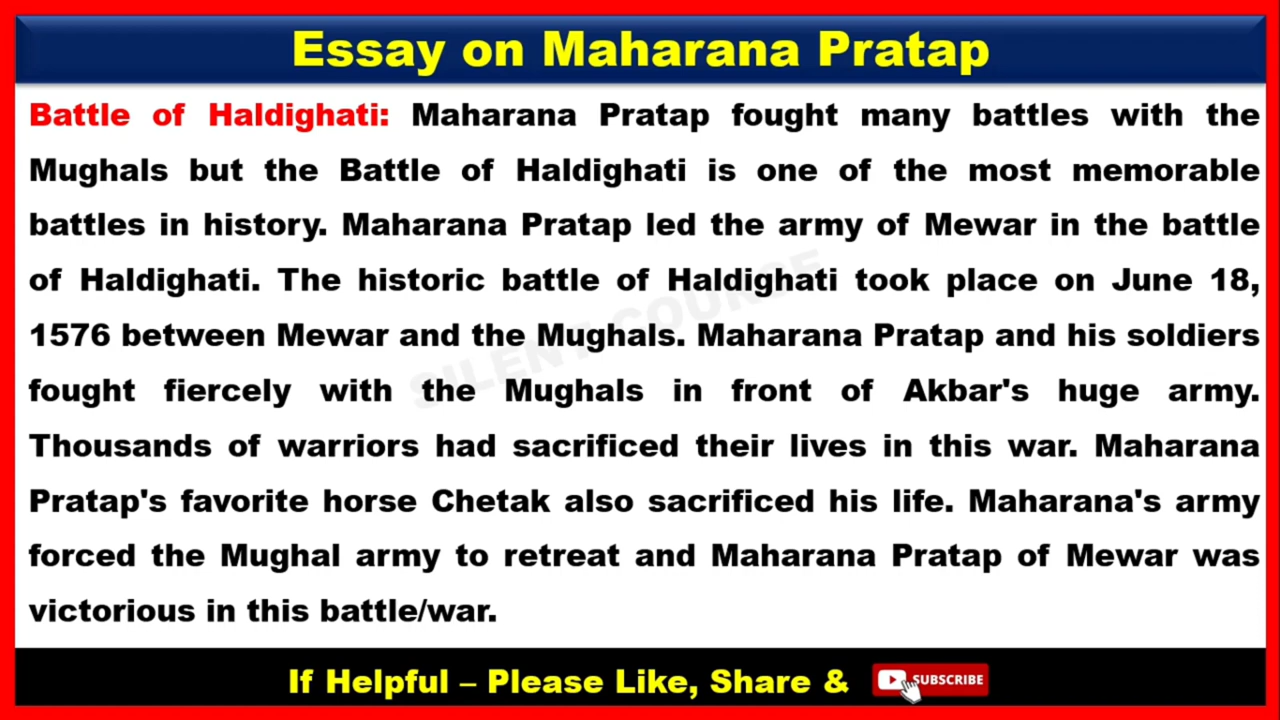 Essay on Maharana Pratap
Battle of Haldighati: Maharana Pratap fought many battles with the
Mughals but the Battle of Haldighati is one of the most memorable
battles in history. Maharana Pratap led the army of Mewar in the battle
of Haldighati. The historic battle of Haldighati took place on June 18,
1576 between Mewar and the Mughals. Maharana Pratap and his soldiers
fought fiercely with the Mughals in front of Akbar's huge army.
Thousands of warriors had sacrificed their lives in this war. Maharana
Pratap's favorite horse Chetak also sacrificed his life. Maharana's army
forced the Mughal army to retreat and Maharana Pratap of Mewar was
victorious in this battle/war.
SILENT COURSE
If Helpful – Please Like, Share & SUBSCRIBE